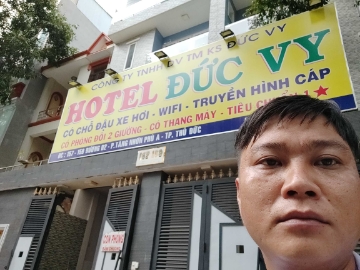 CÔNG TY TNHH DV TM KS ĐỨC VY
HOTEL ĐỨC VY
CÓ CHỖ ĐẬU XE HƠI - WIFI - TRUYỀN HÌNH CÁP
CÓ PHÒNG ĐÔI 2 GIƯỜNG - CÓ THANG MÁY - TIÊU CHUẨN 1 ★
P.TĂNG NHƠN PHÚ A - TP. THỦ ĐỨC
CÒN PHÒNG